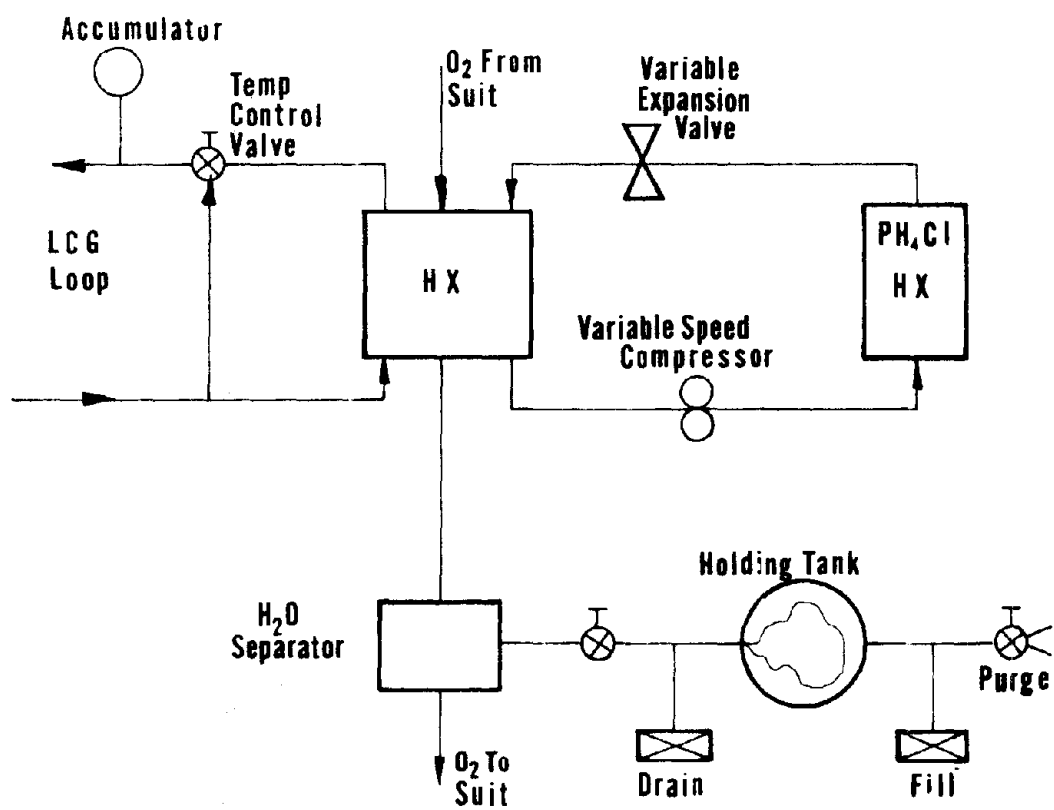 Accumulator
Temp
Control
Valve
O₂ From
Suit
Variable
Expansion
Valve
LCG
Loop
HX
PH₄Cl
HX
Variable Speed
Compressor
Holding Tank
H₂O
Separator
Purge
O₂ To
Suit
Drain
Fill